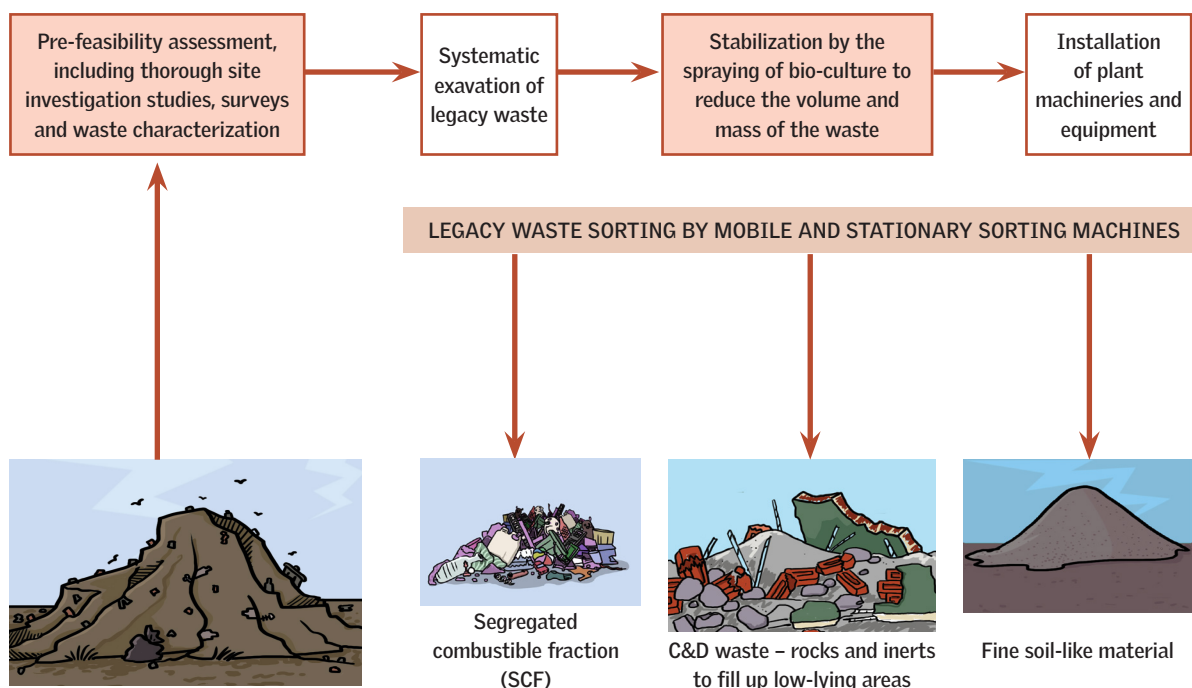 Pre-feasibility assessment,
including thorough site
investigation studies, surveys
and waste characterization
Systematic
exavation of
legacy waste
Stabilization by the
spraying of bio-culture to
reduce the volume and
mass of the waste
Installation
of plant
machineries and
equipment
LEGACY WASTE SORTING BY MOBILE AND STATIONARY SORTING MACHINES
Segregated
combustible fraction
(SCF)
C&D waste – rocks and inerts
to fill up low-lying areas
Fine soil-like material